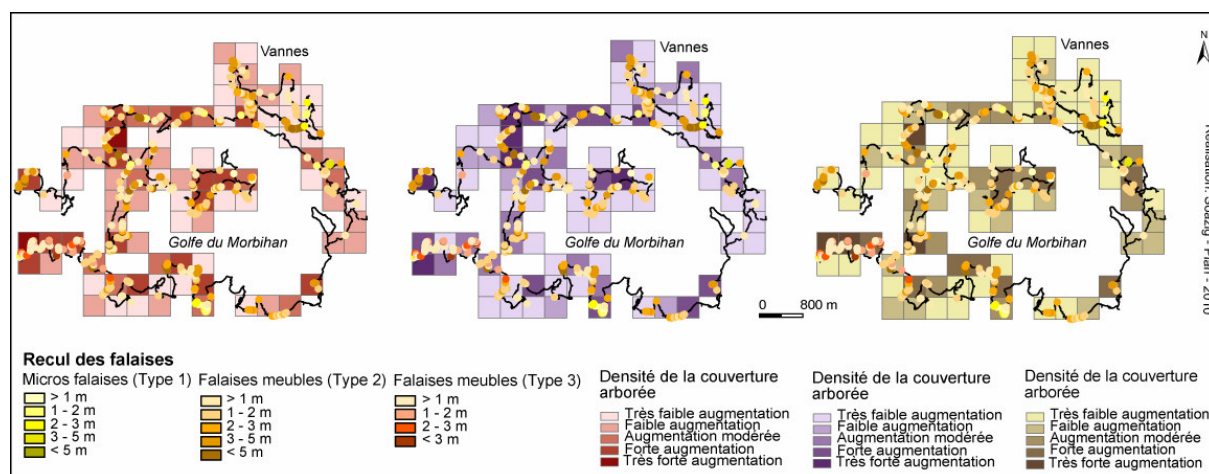 Vannes
Vannes
Vannes
N
Golfe du Morbihan
Golfe du Morbihan
Golfe du Morbihan
0 800 m
2010
Recul des falaises
Micros falaises (Type 1)
> 1 m
1 - 2 m
2 - 3 m
3 - 5 m
< 5 m
Falaises meubles (Type 2)
> 1 m
1 - 2 m
2 - 3 m
3 - 5 m
< 5 m
Falaises meubles (Type 3)
> 1 m
1 - 2 m
2 - 3 m
< 3 m
Densité de la couverture
arborée
Très faible augmentation
Faible augmentation
Augmentation modérée
Forte augmentation
Très forte augmentation
Densité de la couverture
arborée
Très faible augmentation
Faible augmentation
Augmentation modérée
Forte augmentation
Très forte augmentation
Densité de la couverture
arborée
Très faible augmentation
Faible augmentation
Augmentation modérée
Forte augmentation
Très forte augmentation